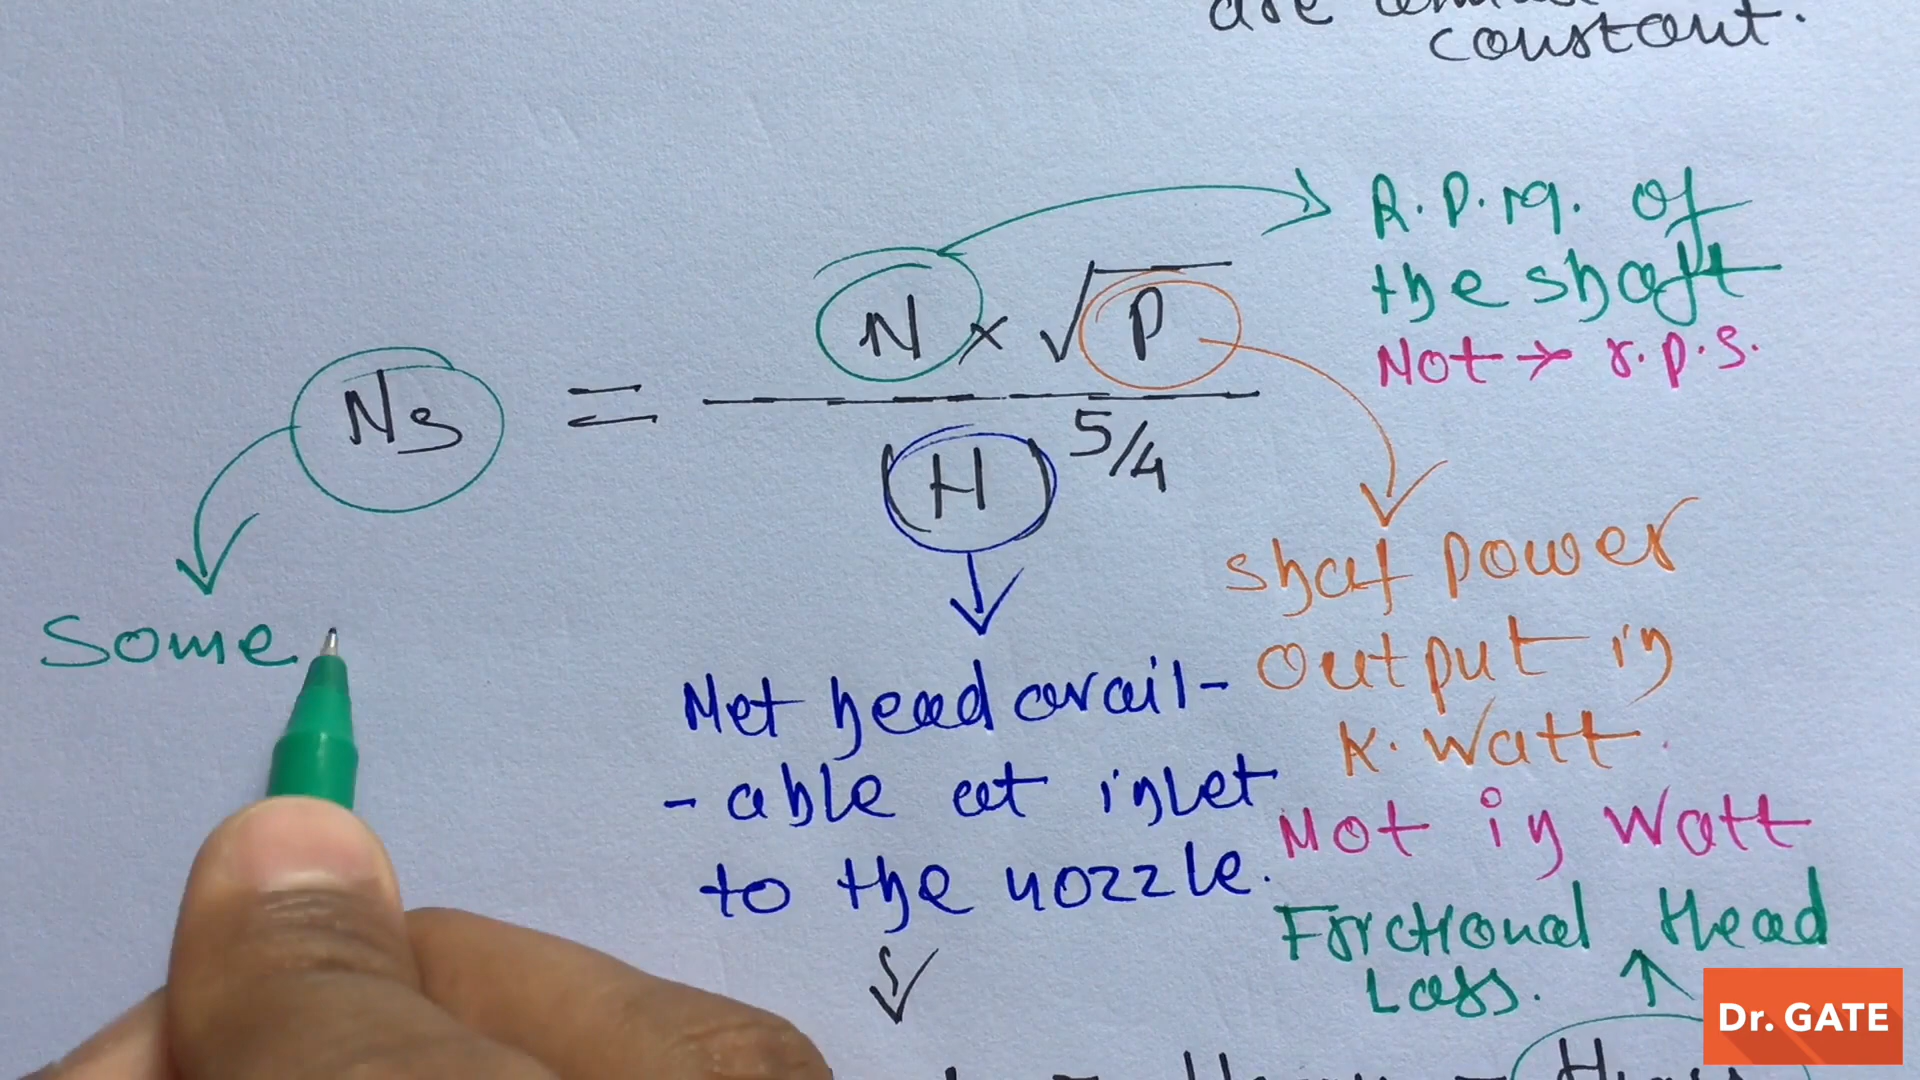 constant.
R.P.M. of
the shaft
Not → r.p.s.
Ns = N × √P
(H) 5/4
Shaf power
output in
K. Watt.
Not in Watt
Net head avail-
-able at inlet
to the nozzle.
Some
Frictional Head
Loss.
Dr. GATE